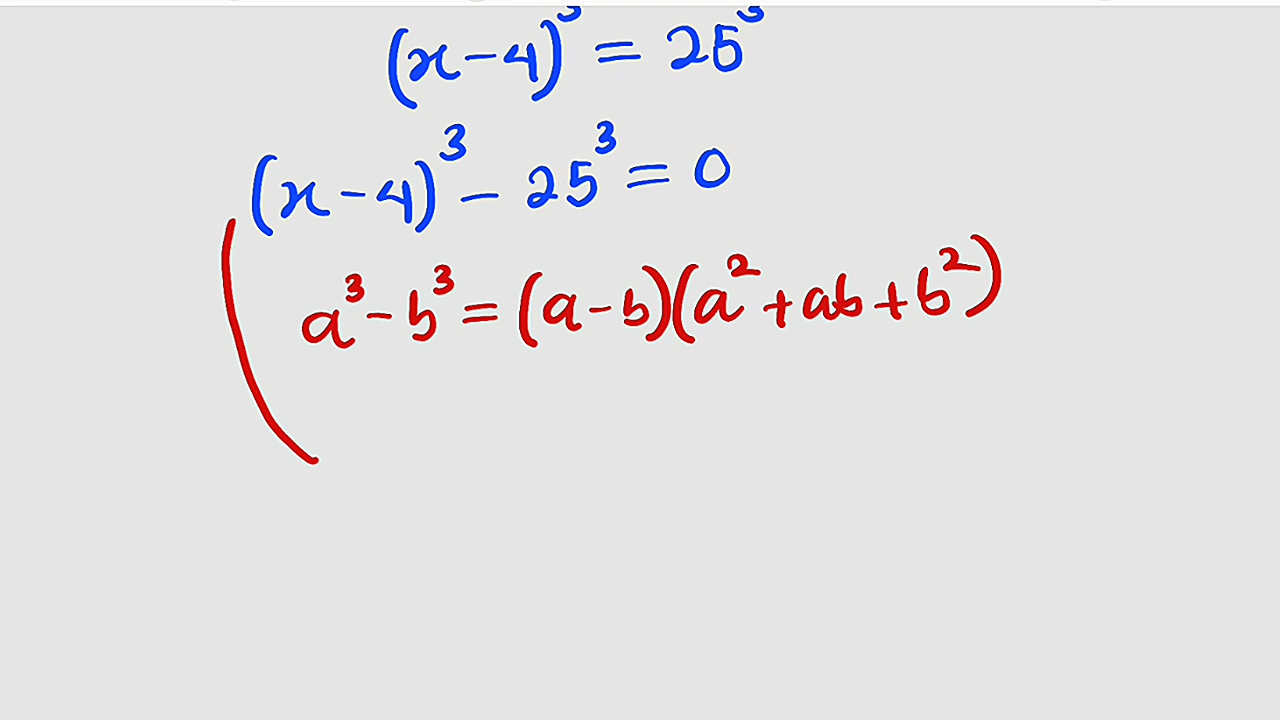 (x-4)³ = 25³
(x-4)³ - 25³ = 0
a³ - b³ = (a-b)(a² + ab + b²)